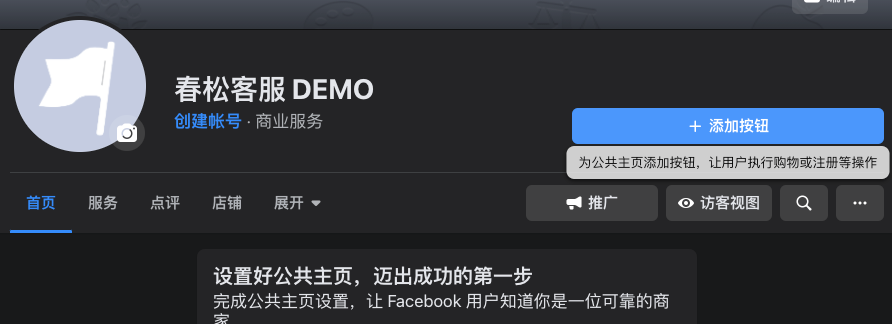 编辑
春松客服 DEMO
创建帐号 · 商业服务
+ 添加按钮
为公共主页添加按钮，让用户执行购物或注册等操作
首页 服务 点评 店铺 展开
推广 访客视图 ...
设置好公共主页，迈出成功的第一步
完成公共主页设置，让 Facebook 用户知道你是一位可靠的商
家